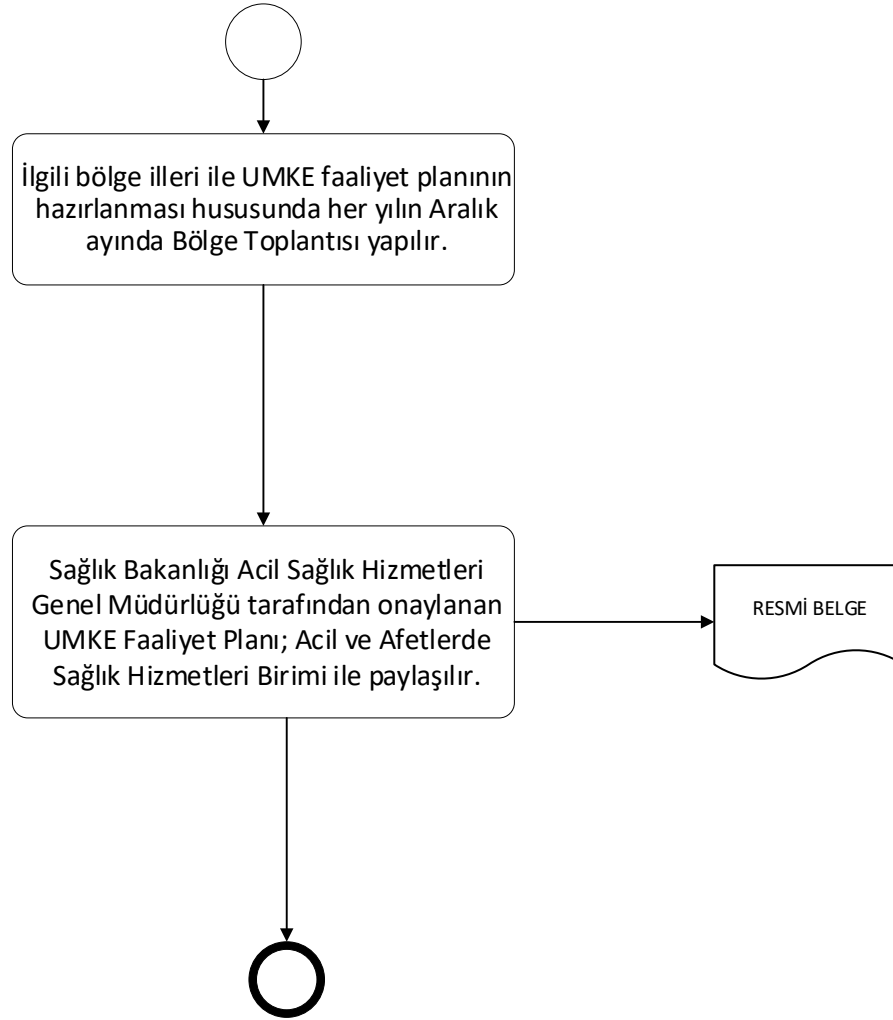 İlgili bölge illeri ile UMKE faaliyet planının
hazırlanması hususunda her yılın Aralık
ayında Bölge Toplantısı yapılır.
Sağlık Bakanlığı Acil Sağlık Hizmetleri
Genel Müdürlüğü tarafından onaylanan
UMKE Faaliyet Planı; Acil ve Afetlerde
Sağlık Hizmetleri Birimi ile paylaşılır.
RESMİ BELGE